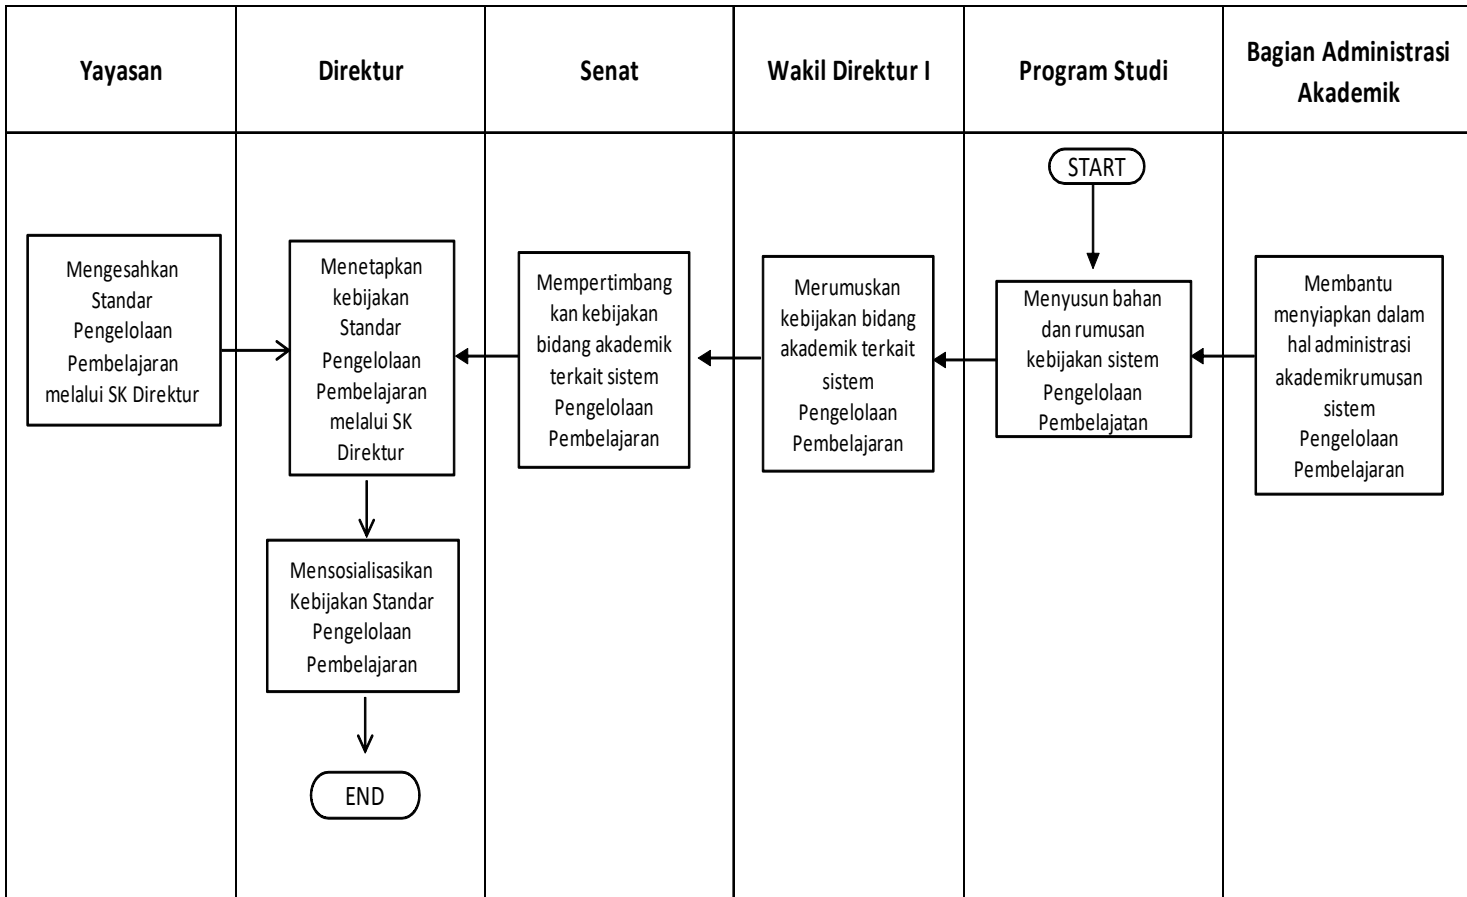 Yayasan
Direktur
Senat
Wakil Direktur I
Program Studi
Bagian Administrasi
Akademik
START
Mengesahkan
Standar
Pengelolaan
Pembelajaran
melalui SK Direktur
Menetapkan
kebijakan
Standar
Pengelolaan
Pembelajaran
melalui SK
Direktur
Mempertimbang
kan kebijakan
bidang akademik
terkait sistem
Pengelolaan
Pembelajaran
Merumuskan
kebijakan bidang
akademik terkait
sistem
Pengelolaan
Pembelajaran
Menyusun bahan
dan rumusan
kebijakan sistem
Pengelolaan
Pembelajatan
Membantu
menyiapkan dalam
hal administrasi
akademikrumusan
sistem
Pengelolaan
Pembelajaran
Mensosialisasikan
Kebijakan Standar
Pengelolaan
Pembelajaran
END